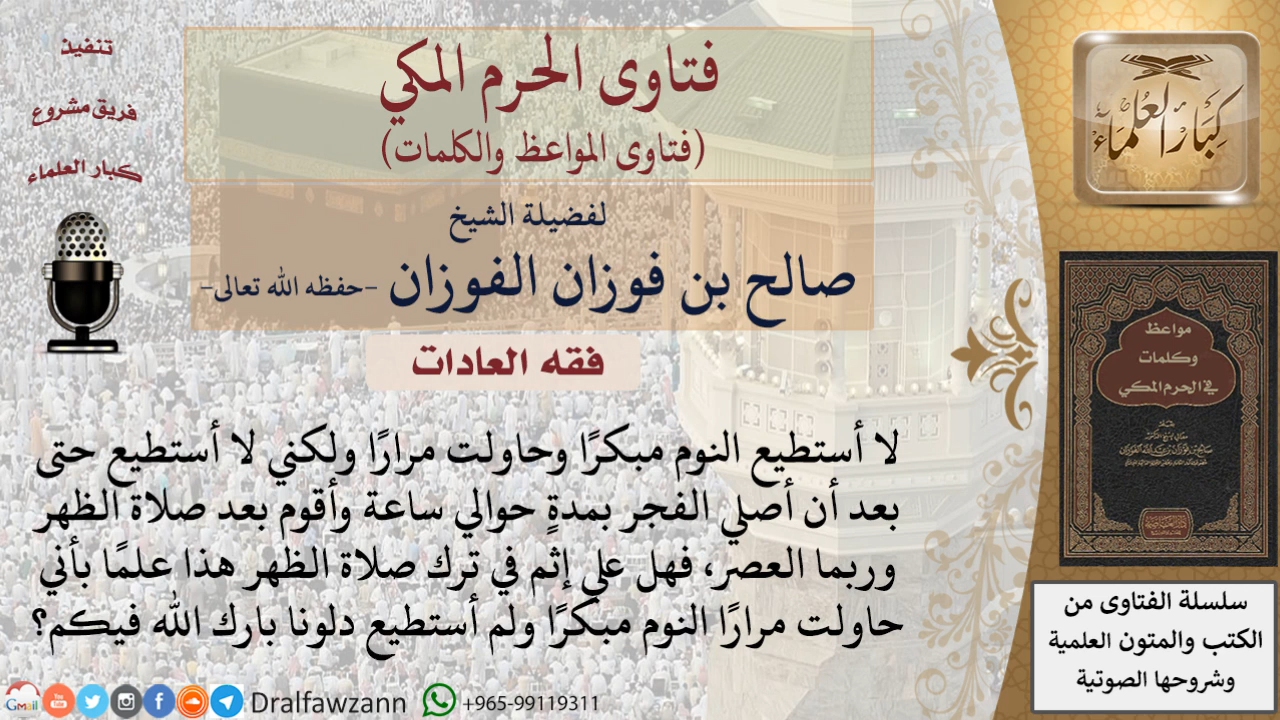 فتاوى الحرم المكي
(فتاوى المواعظ والكلمات)
لفضيلة الشيخ
صالح بن فوزان الفوزان -حفظه الله تعالى-
فقه العادات
لا أستطيع النوم مبكرًا وحاولت مرارًا ولكني لا أستطيع حتى
بعد أن أصلي الفجر بمدةٍ حوالي ساعة وأقوم بعد صلاة الظهر
وربما العصر، فهل علي إثم في ترك صلاة الظهر هذا علمًا بأني
حاولت مرارًا النوم مبكرًا ولم أستطيع دلونا بارك الله فيكم؟
تنفيذ
فريق مشروع
كبار العلماء
كبار العلماء
مواعظ
وكلمات
في الحرم المكي
سلسلة الفتاوى من
الكتب والمتون العلمية
وشروحها الصوتية
Gmail
You
Tube
Dralfawzann
+965-99119311